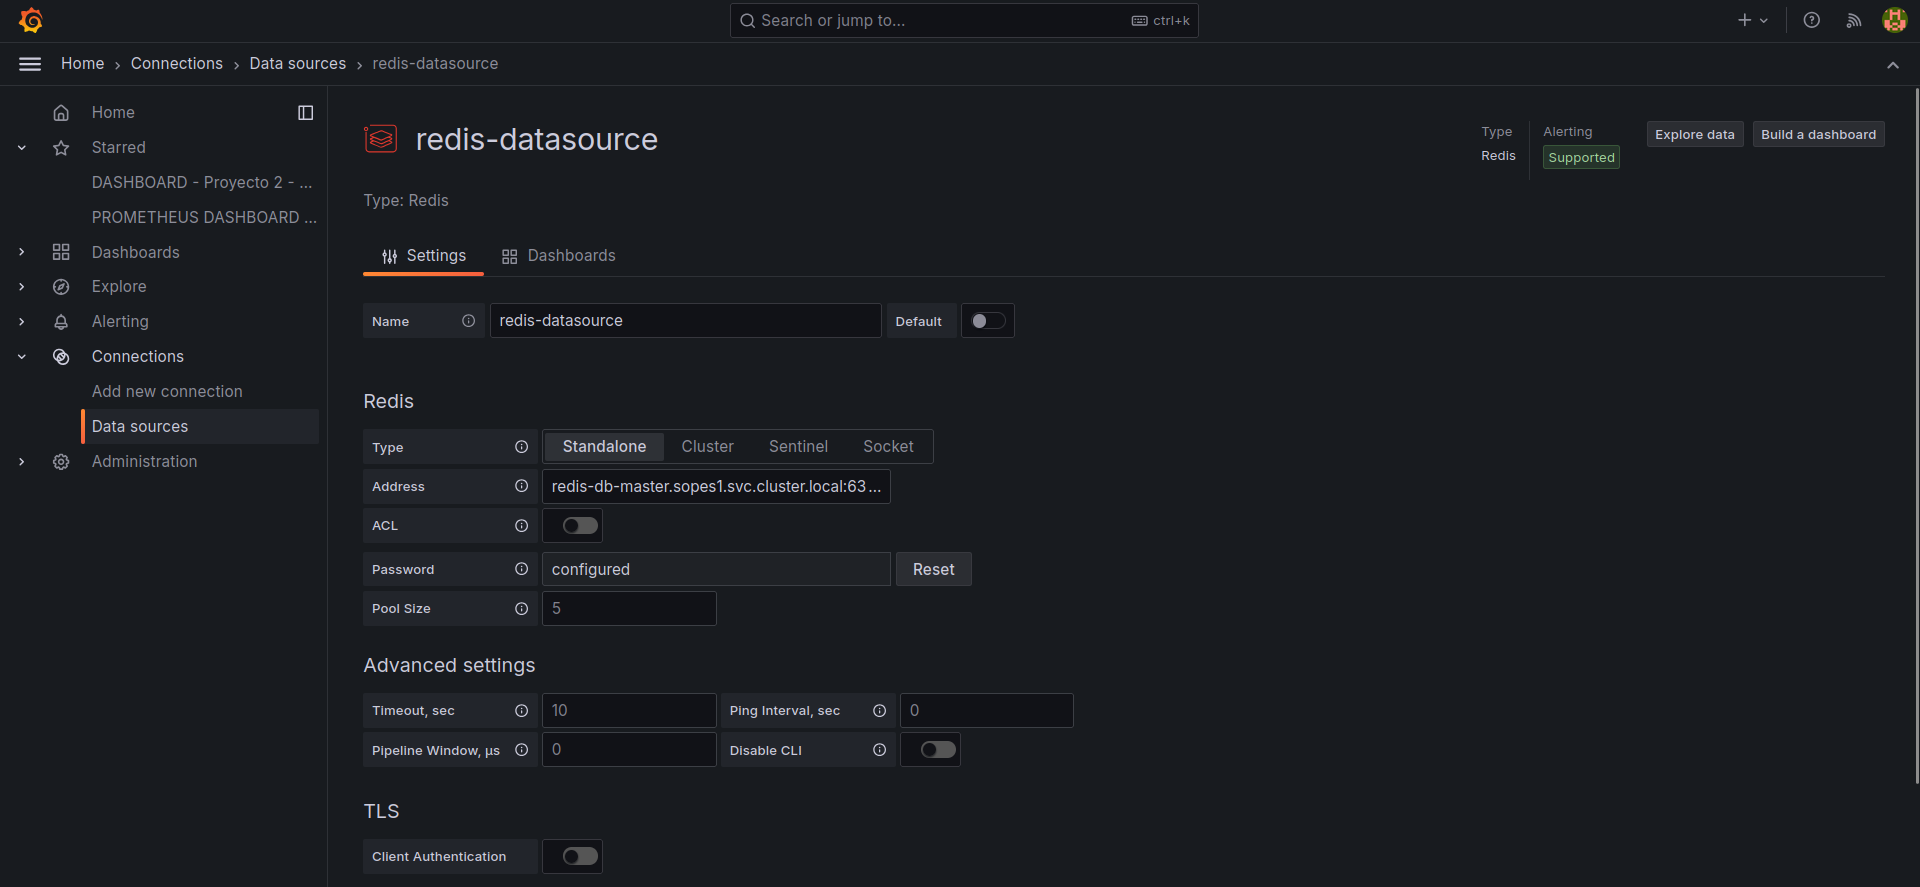 Search or jump to...
ctrl+k
Home
Connections
Data sources
redis-datasource
Home
Starred
DASHBOARD - Proyecto 2 - ...
PROMETHEUS DASHBOARD ...
Dashboards
Explore
Alerting
Connections
Add new connection
Data sources
Administration
redis-datasource
Type
Redis
Alerting
Supported
Explore data
Build a dashboard
Type: Redis
Settings
Dashboards
Name
redis-datasource
Default
Redis
Type
Standalone
Cluster
Sentinel
Socket
Address
redis-db-master.sopes1.svc.cluster.local:63...
ACL
Password
configured
Reset
Pool Size
5
Advanced settings
Timeout, sec
10
Ping Interval, sec
0
Pipeline Window, μs
0
Disable CLI
TLS
Client Authentication